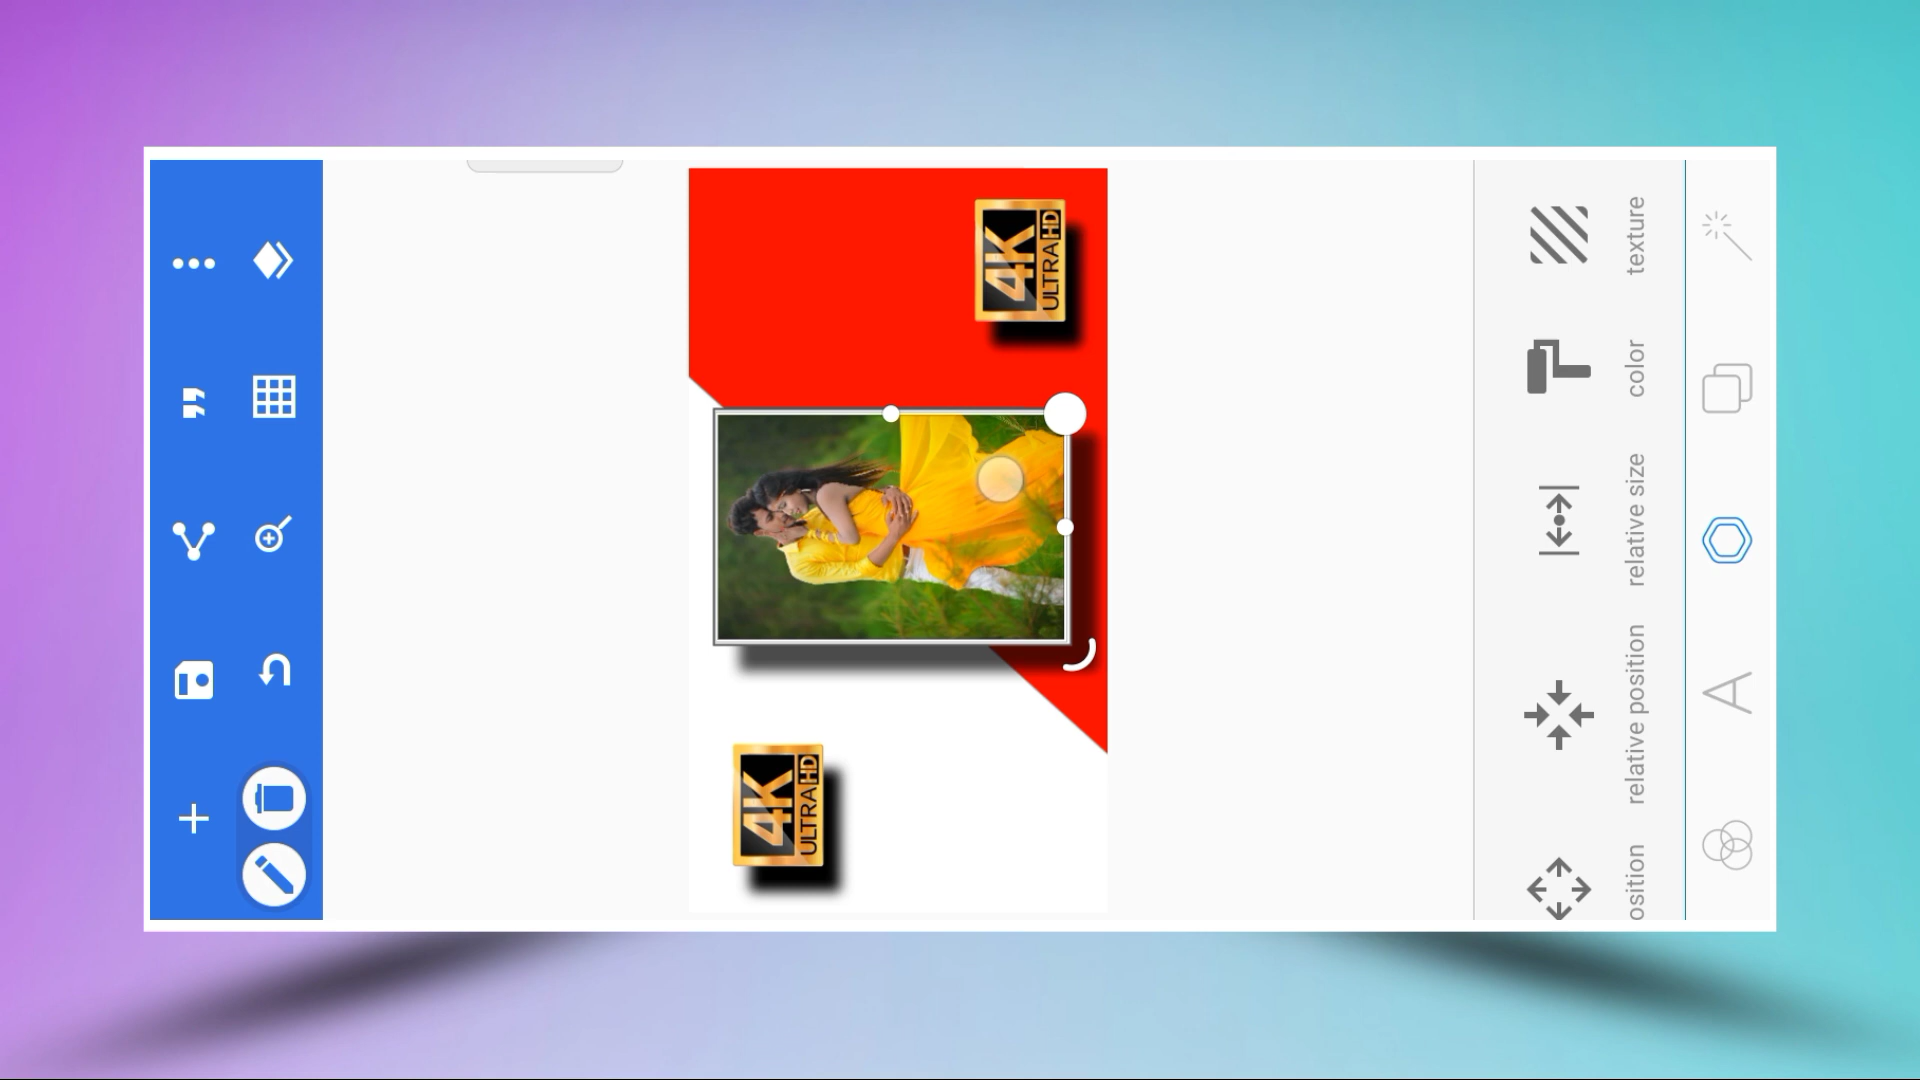 4K
ULTRA HD
4K
ULTRA HD
texture
color
relative size
relative position
osition